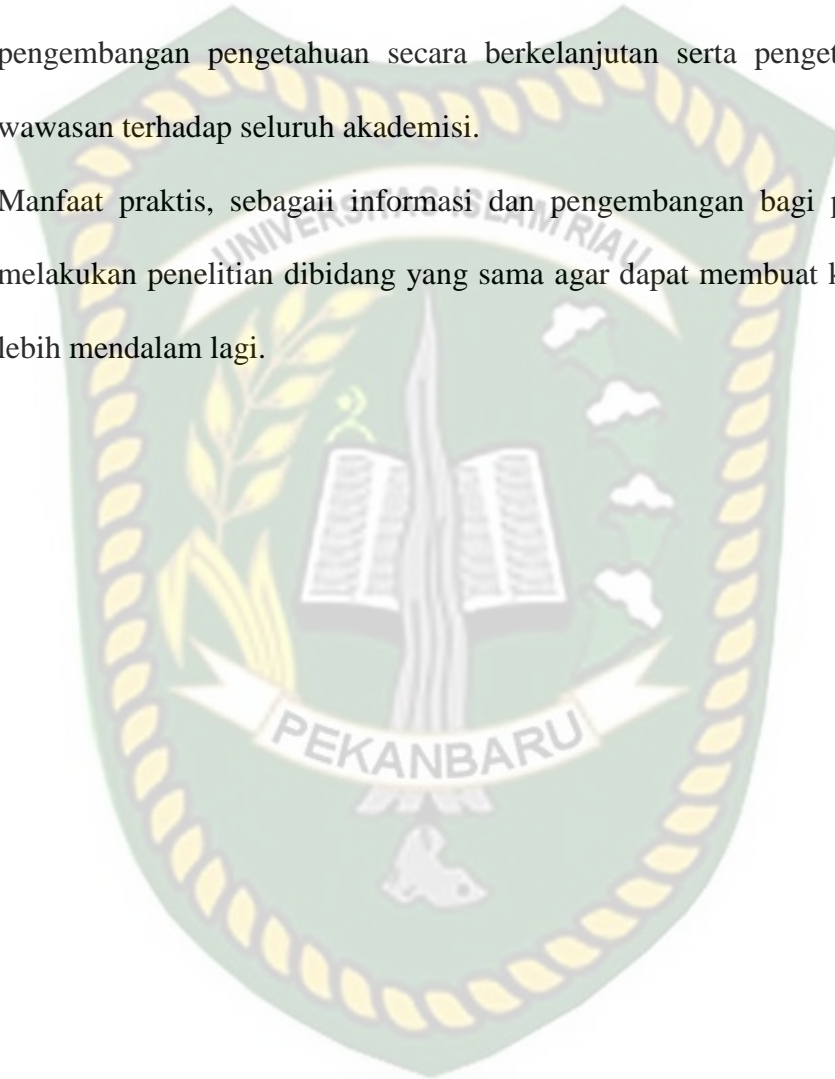 pengembangan pengetahuan secara berkelanjutan serta
wawasan terhadap seluruh akademisi.
Manfaat praktis, sebagaii informasi dan pengembangan bagi
UNIVERSITAS ISLAM RIAU
melakukan penelitian dibidang yang sama agar dapat membuat
lebih mendalam lagi.
PEKANBARU